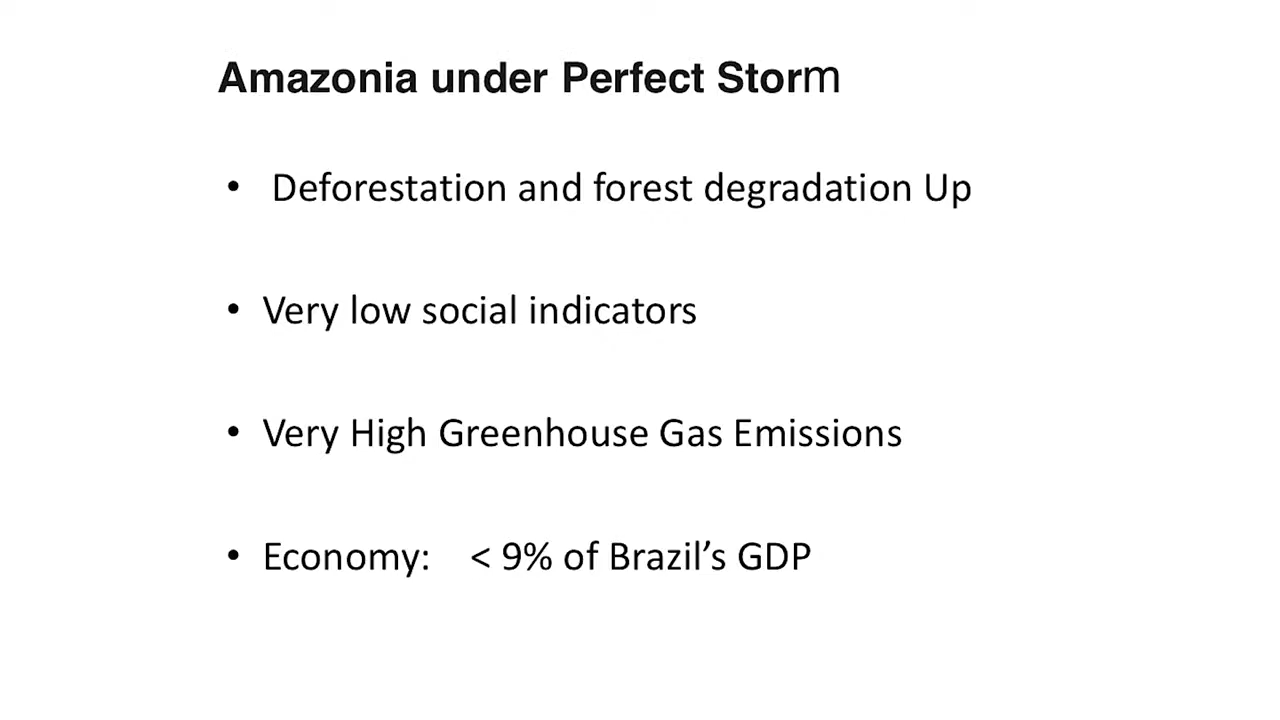 Amazonia under Perfect Storm
• Deforestation and forest degradation Up
• Very low social indicators
• Very High Greenhouse Gas Emissions
• Economy: < 9% of Brazil’s GDP